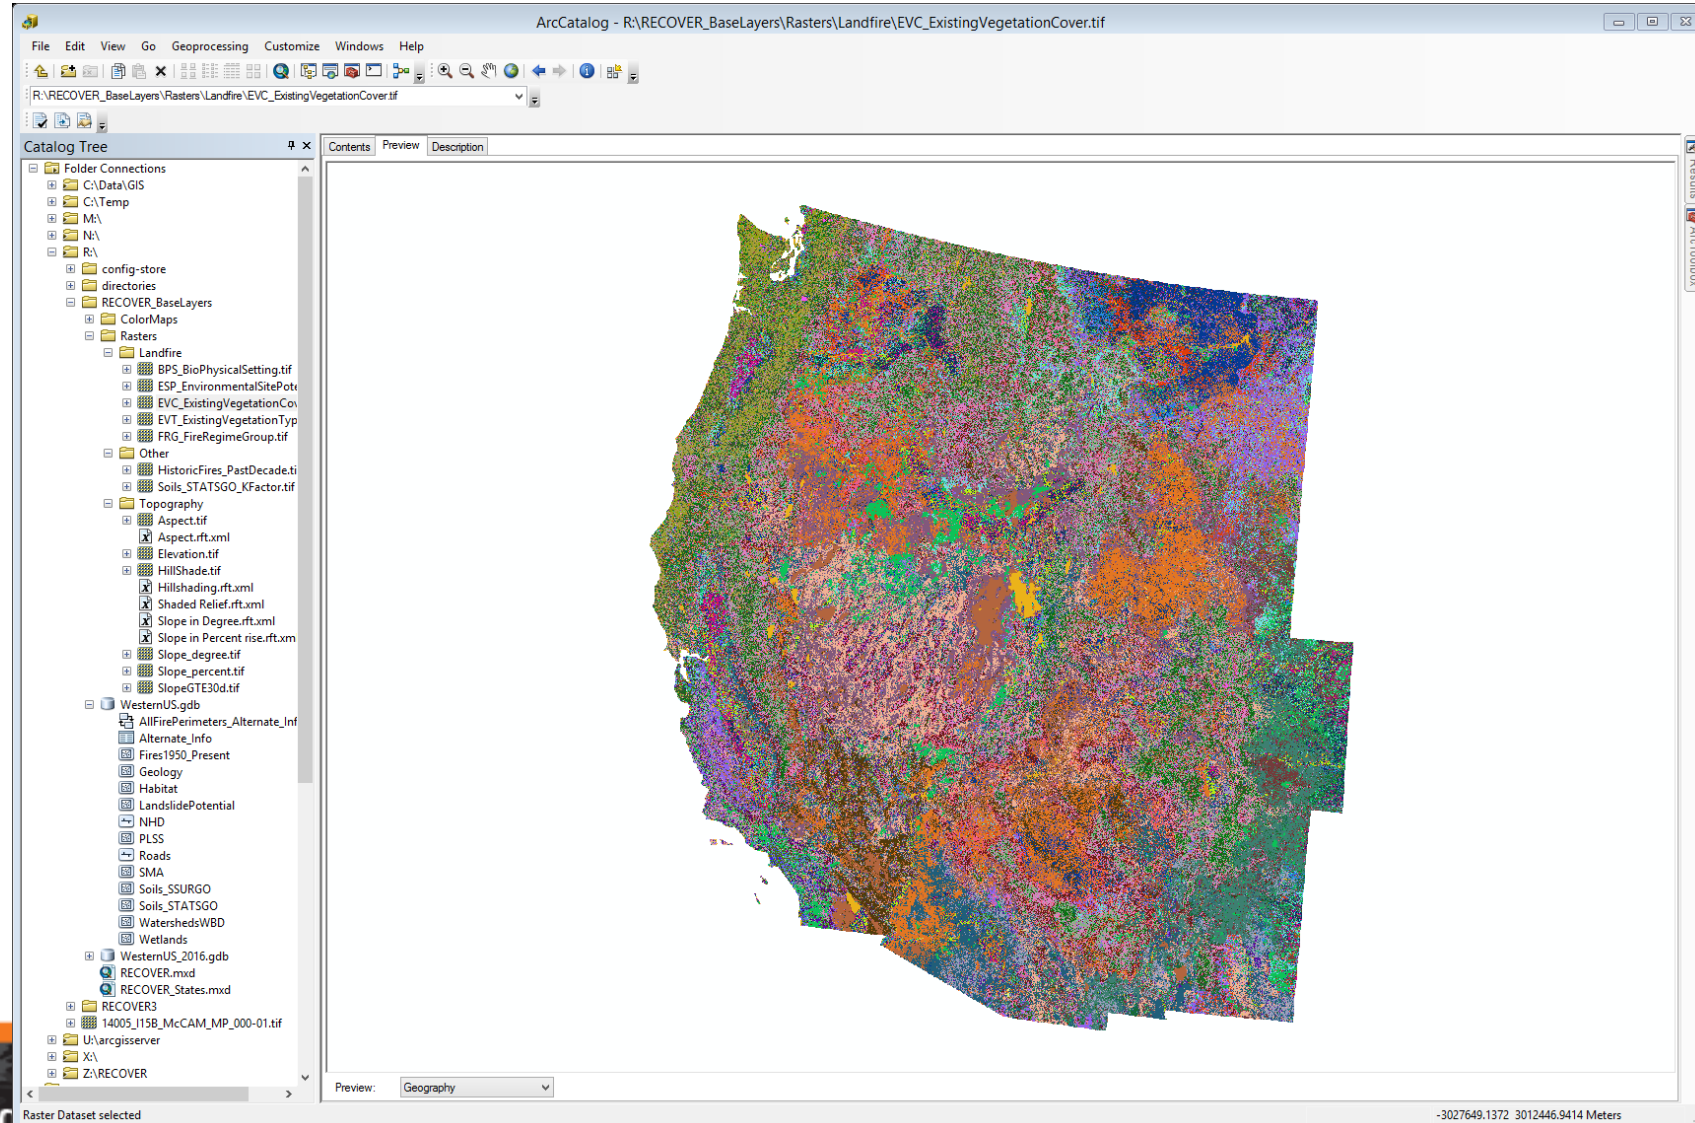 ArcCatalog - R:\RECOVER_BaseLayers\Rasters\Landfire\EVC_ExistingVegetationCover.tif
File Edit View Go Geoprocessing Customize Windows Help
R:\RECOVER_BaseLayers\Rasters\Landfire\EVC_ExistingVegetationCover.tif
Catalog Tree
Contents Preview Description
Folder Connections
C:\Data\GIS
C:\Temp
M:\
N:\
R:\
config-store
directories
RECOVER_BaseLayers
ColorMaps
Rasters
Landfire
BPS_BioPhysicalSetting.tif
ESP_EnvironmentalSitePote
EVC_ExistingVegetationCov
EVT_ExistingVegetationTyp
FRG_FireRegimeGroup.tif
Other
HistoricFires_PastDecade.ti
Soils_STATSGO_KFactor.tif
Topography
Aspect.tif
Aspect.rft.xml
Elevation.tif
HillShade.tif
Hillshading.rft.xml
Shaded Relief.rft.xml
Slope in Degree.rft.xml
Slope in Percent rise.rft.xm
Slope_degree.tif
Slope_percent.tif
SlopeGTE30d.tif
WesternUS.gdb
AllFirePerimeters_Alternate_Inf
Alternate_Info
Fires1950_Present
Geology
Habitat
LandslidePotential
NHD
PLSS
Roads
SMA
Soils_SSURGO
Soils_STATSGO
WatershedsWBD
Wetlands
WesternUS_2016.gdb
RECOVER.mxd
RECOVER_States.mxd
RECOVER3
14005_I15B_McCAM_MP_000-01.tif
U:\arcgisserver
X:\
Z:\RECOVER
Results
ArcToolbox
Preview: Geography
Raster Dataset selected
-3027649.1372 3012446.9414 Meters